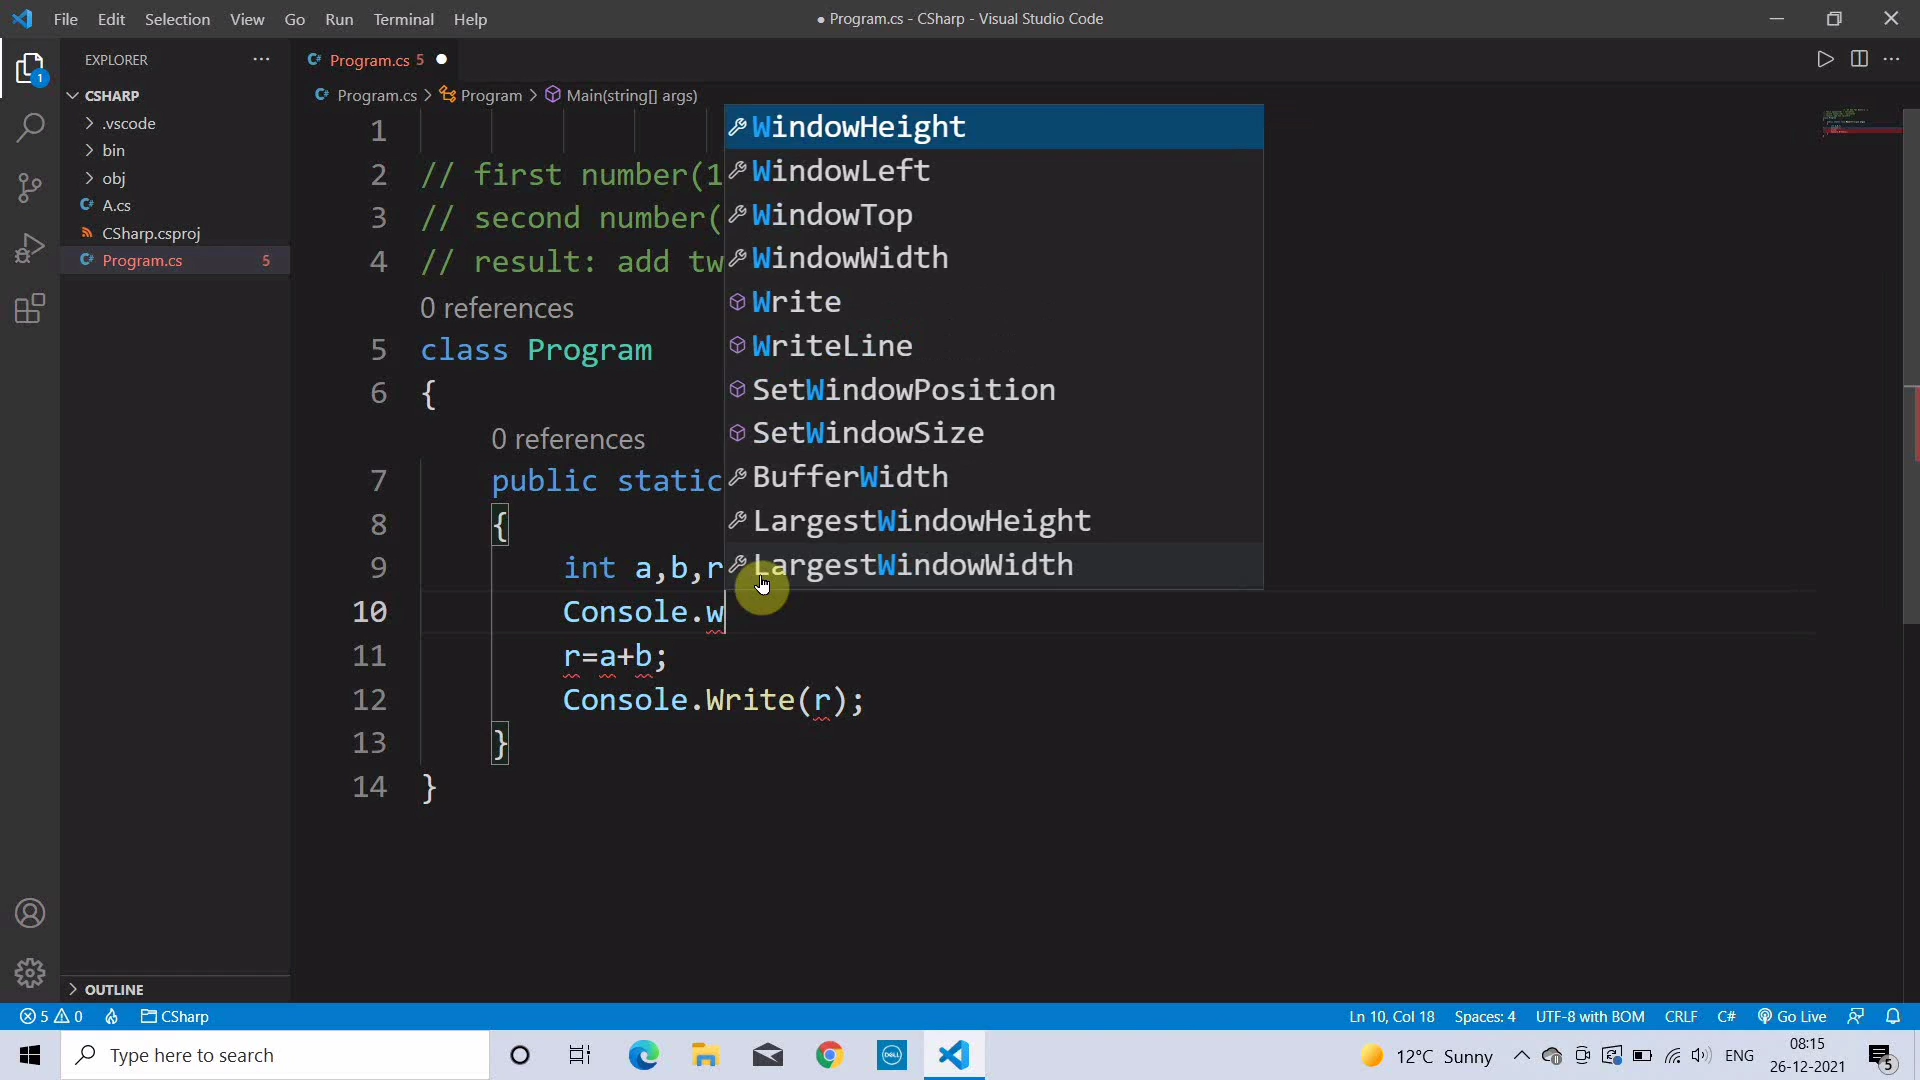 File Edit Selection View Go Run Terminal Help
● Program.cs - CSharp - Visual Studio Code
EXPLORER
CSHARP
.vscode
bin
obj
C# A.cs
CSharp.csproj
C# Program.cs 5
OUTLINE
1
C# Program.cs 5
C# Program.cs > Program > Main(string[] args)
1
2 // first number(1
3 // second number(
4 // result: add tw
0 references
5 class Program
6 {
0 references
7 public static
8 {
9 int a,b,r
10 Console.w
11 r=a+b;
12 Console.Write(r);
13 }
14 }
WindowHeight
WindowLeft
WindowTop
WindowWidth
Write
WriteLine
SetWindowPosition
SetWindowSize
BufferWidth
LargestWindowHeight
LargestWindowWidth
5 0 CSharp
Ln 10, Col 18 Spaces: 4 UTF-8 with BOM CRLF C# Go Live
Type here to search
DELL
12°C Sunny
ENG
08:15
26-12-2021
5